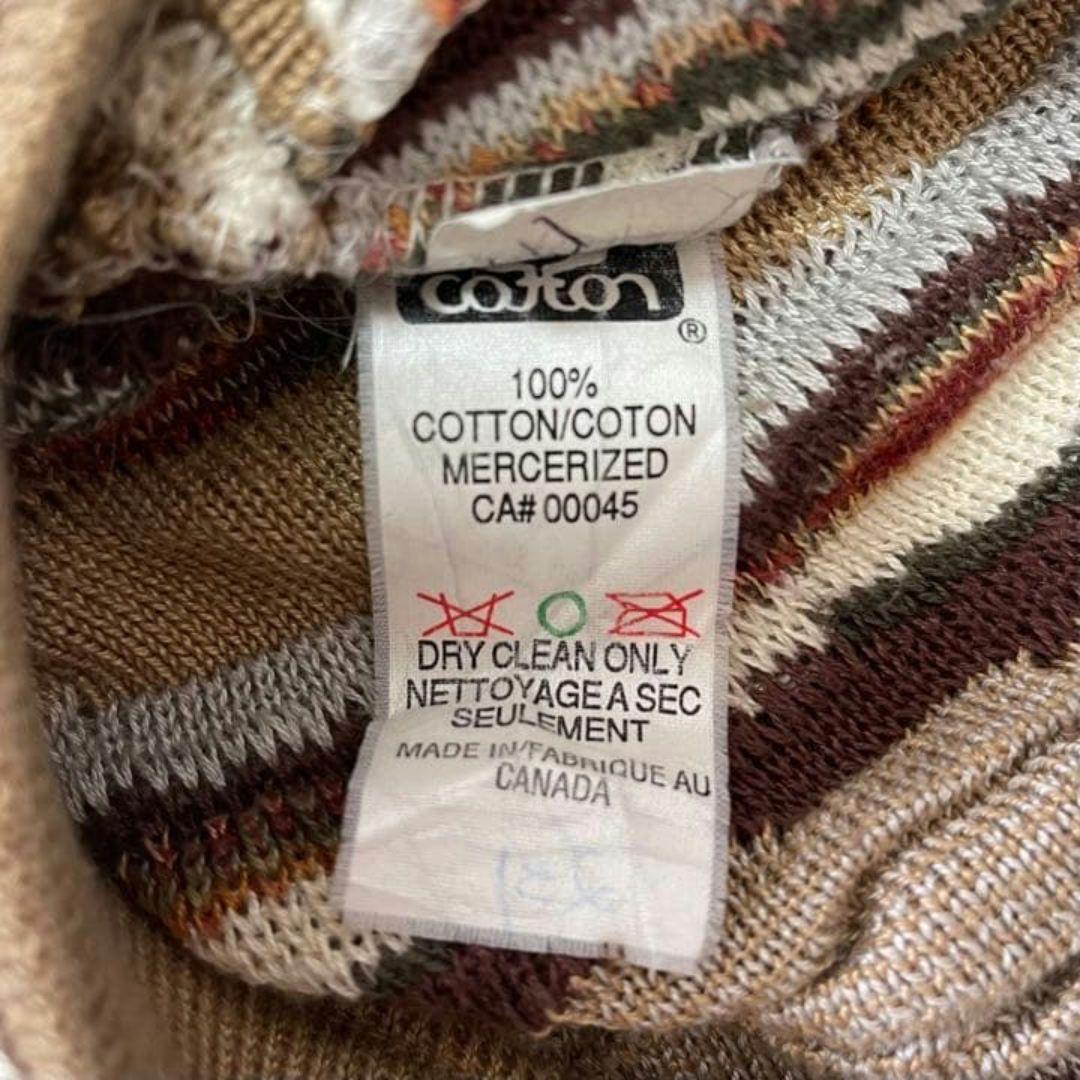 cotton
®
100%
COTTON/COTON
MERCERIZED
CA# 00045
DRY CLEAN ONLY
NETTOYAGE A SEC
SEULEMENT
MADE IN/FABRIQUE AU
CANADA